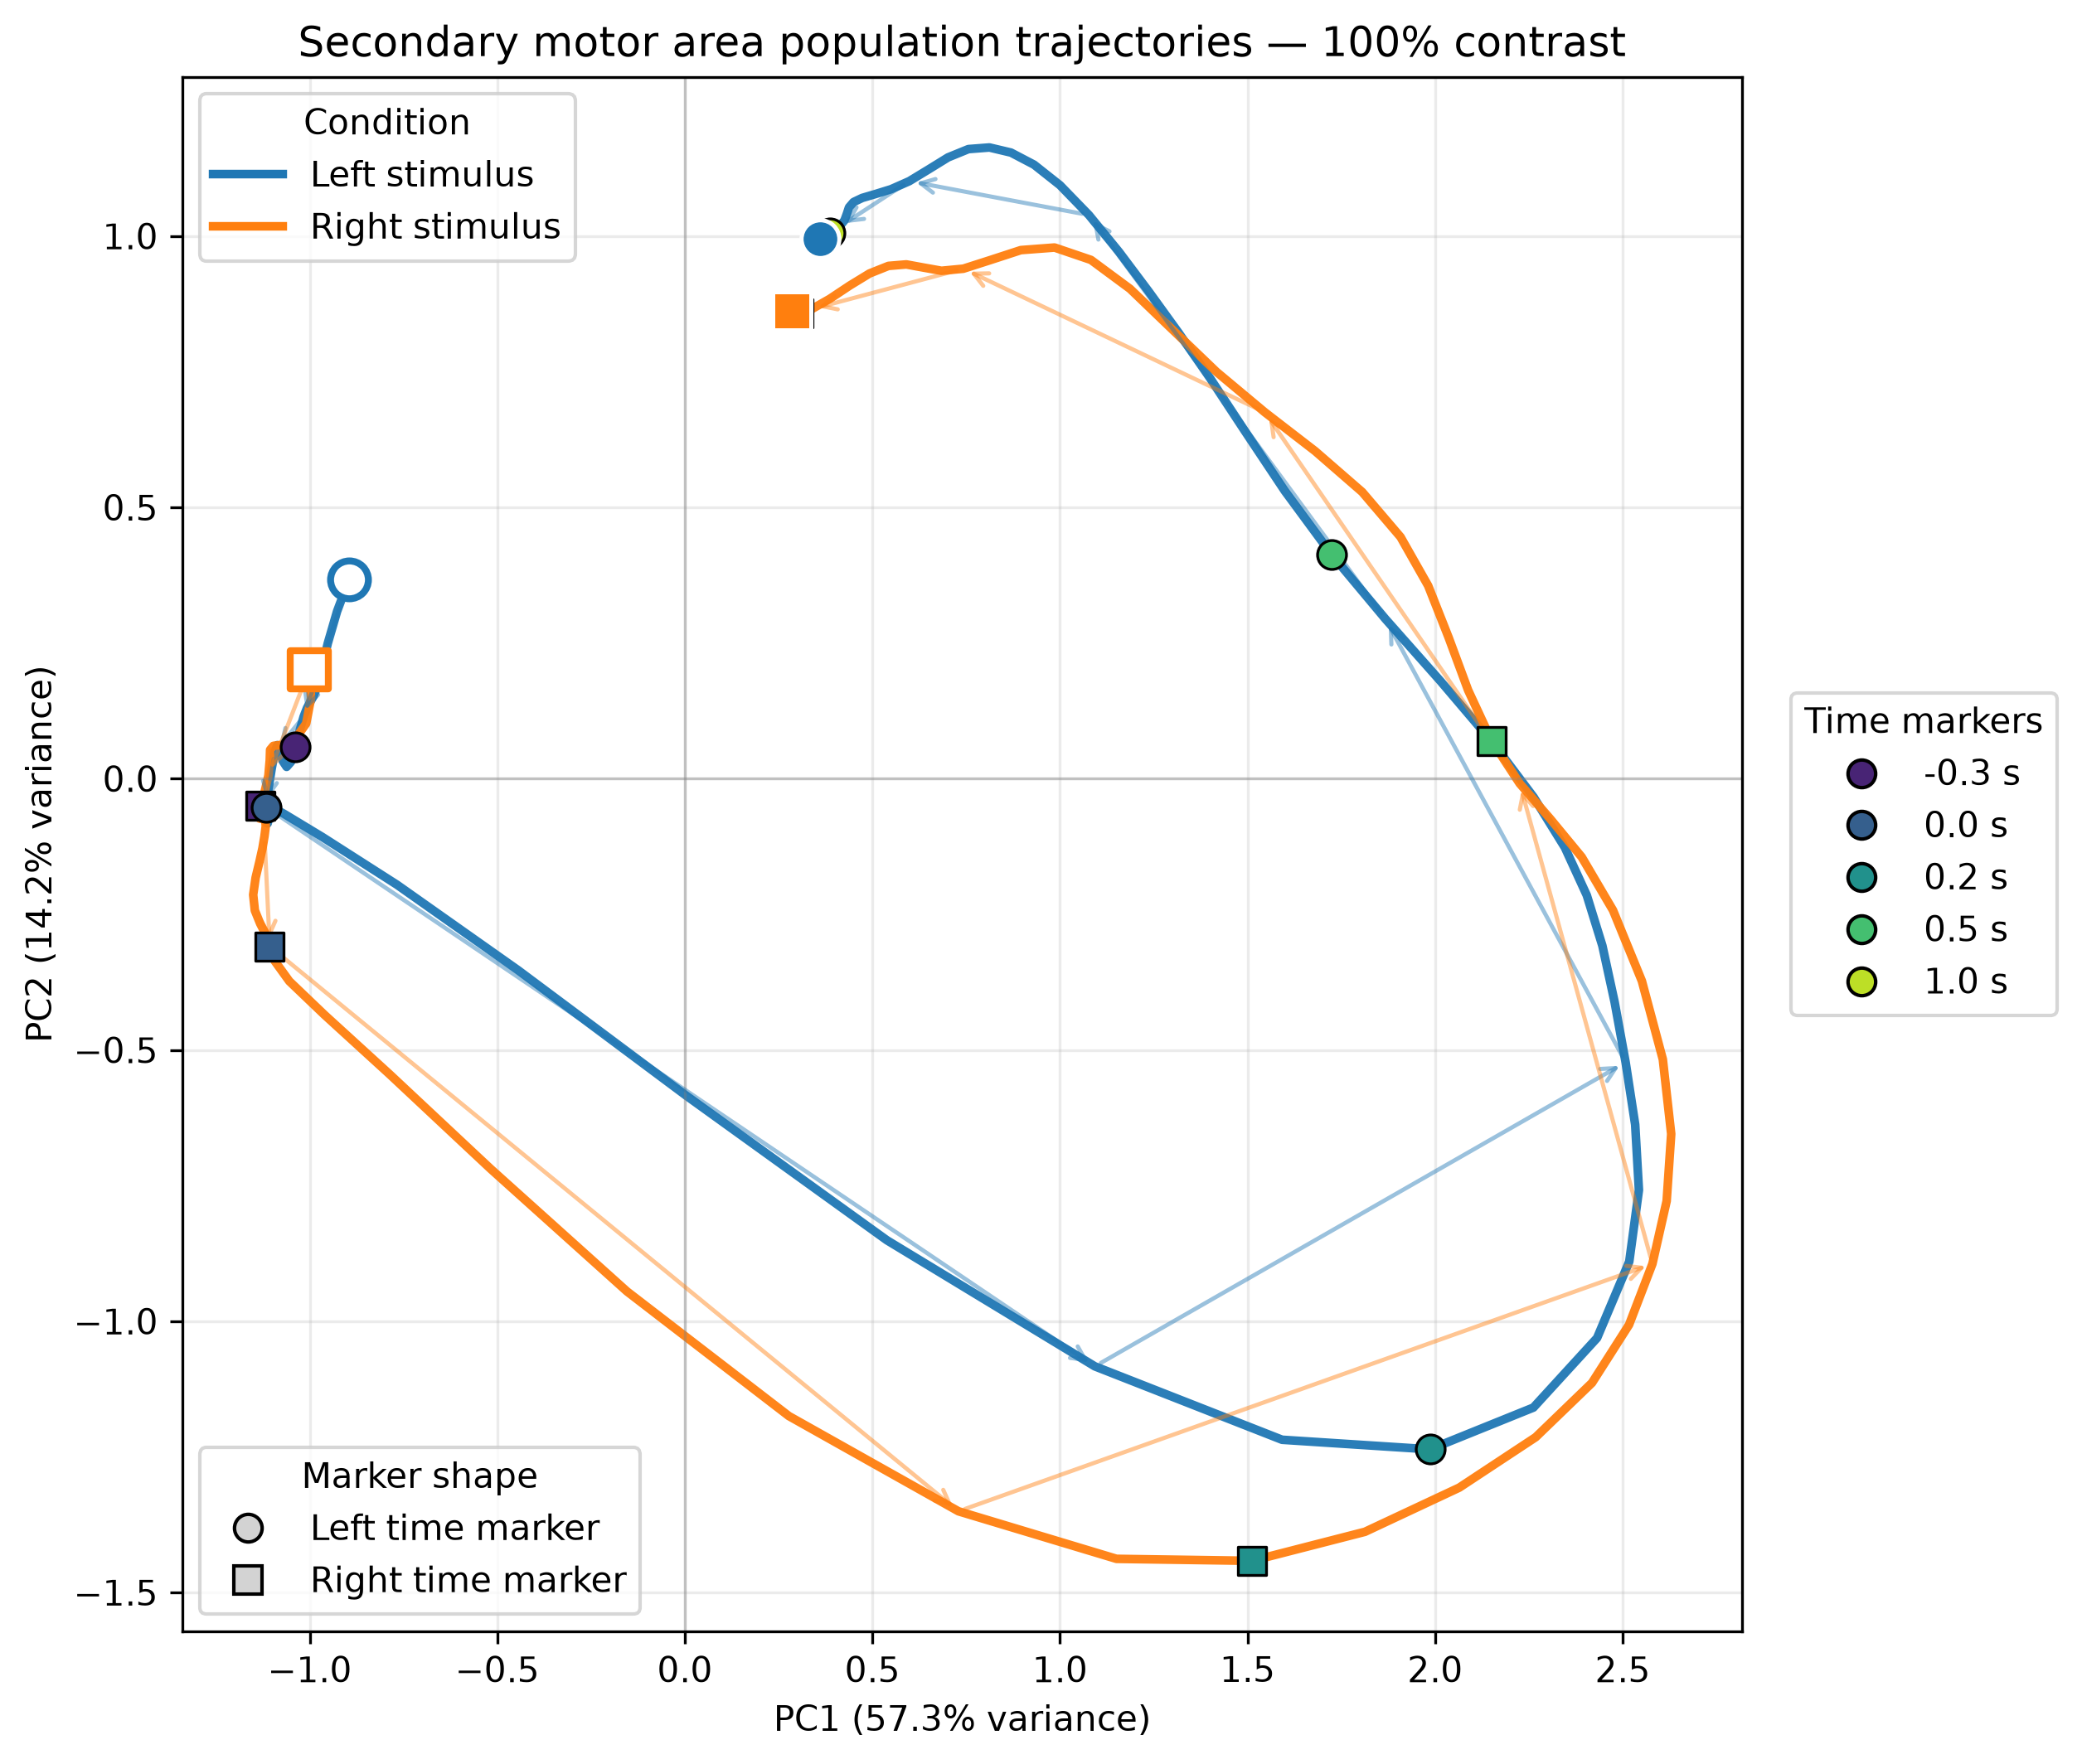 Secondary motor area population trajectories — 100% contrast
Condition
Left stimulus
Right stimulus
1.0
0.5
0.0
−0.5
−1.0
−1.5
PC2 (14.2% variance)
Time markers
-0.3 s
0.0 s
0.2 s
0.5 s
1.0 s
Marker shape
Left time marker
Right time marker
−1.0 −0.5 0.0 0.5 1.0 1.5 2.0 2.5
PC1 (57.3% variance)